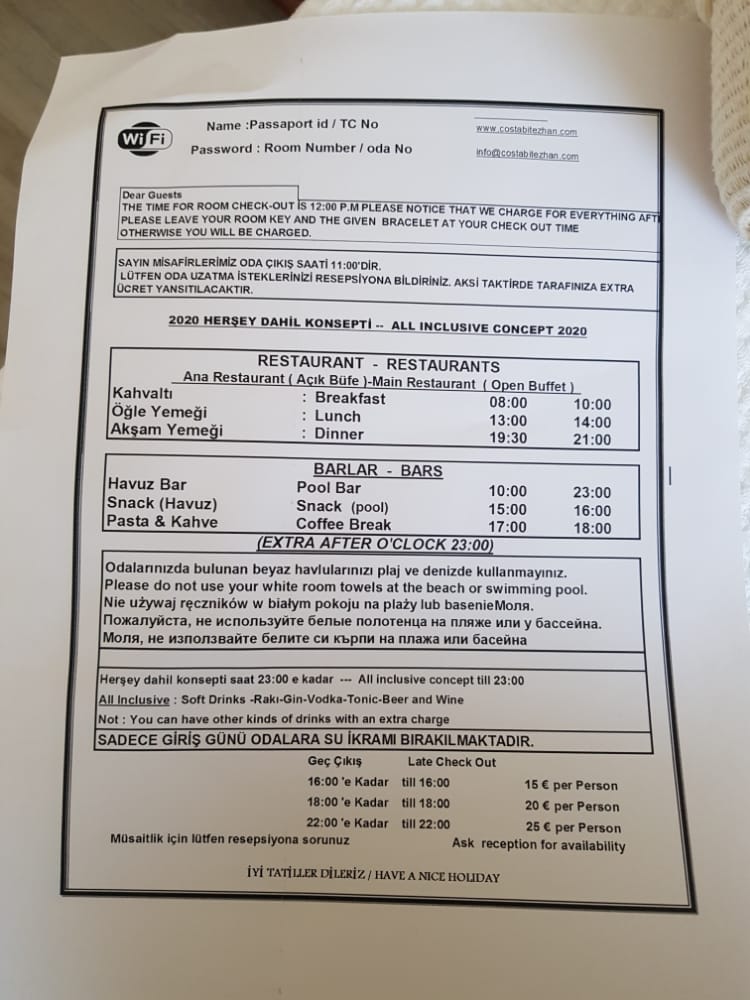 WiFi
Name :Passaport id / TC No
www.costabitezhan.com
Password : Room Number / oda No
info@costabitezhan.com
Dear Guests
THE TIME FOR ROOM CHECK-OUT IS 12:00 P.M PLEASE NOTICE THAT WE CHARGE FOR EVERYTHING AFT
PLEASE LEAVE YOUR ROOM KEY AND THE GIVEN BRACELET AT YOUR CHECK OUT TIME
OTHERWISE YOU WILL BE CHARGED.
SAYIN MİSAFİRLERİMİZ ODA ÇIKIŞ SAATİ 11:00'DİR.
LÜTFEN ODA UZATMA İSTEKLERİNİZİ RESEPSİYONA BİLDİRİNİZ. AKSİ TAKTİRDE TARAFINIZA EXTRA
ÜCRET YANSITILACAKTIR.
2020 HERŞEY DAHİL KONSEPTİ -- ALL INCLUSIVE CONCEPT 2020
RESTAURANT - RESTAURANTS
Ana Restaurant ( Açık Büfe )-Main Restaurant ( Open Buffet )
Kahvaltı : Breakfast 08:00 10:00
Öğle Yemeği : Lunch 13:00 14:00
Akşam Yemeği : Dinner 19:30 21:00
BARLAR - BARS
Havuz Bar Pool Bar 10:00 23:00
Snack (Havuz) Snack (pool) 15:00 16:00
Pasta & Kahve Coffee Break 17:00 18:00
(EXTRA AFTER O'CLOCK 23:00)
Odalarınızda bulunan beyaz havlularınızı plaj ve denizde kullanmayınız.
Please do not use your white room towels at the beach or swimming pool.
Nie używaj ręczników w białym pokoju na plaży lub basenieМоля.
Пожалуйста, не используйте белые полотенца на пляже или у бассейна.
Моля, не използвайте белите си кърпи на плажа или басейна
Herşey dahil konsepti saat 23:00 e kadar --- All inclusive concept till 23:00
All Inclusive : Soft Drinks -Rakı-Gin-Vodka-Tonic-Beer and Wine
Not : You can have other kinds of drinks with an extra charge
SADECE GİRİŞ GÜNÜ ODALARA SU İKRAMI BIRAKILMAKTADIR.
Geç Çıkış Late Check Out
16:00 'e Kadar till 16:00 15 € per Person
18:00 'e Kadar till 18:00 20 € per Person
22:00 'e Kadar till 22:00 25 € per Person
Müsaitlik için lütfen resepsiyona sorunuz Ask reception for availability
İYİ TATİLLER DİLERİZ / HAVE A NICE HOLIDAY